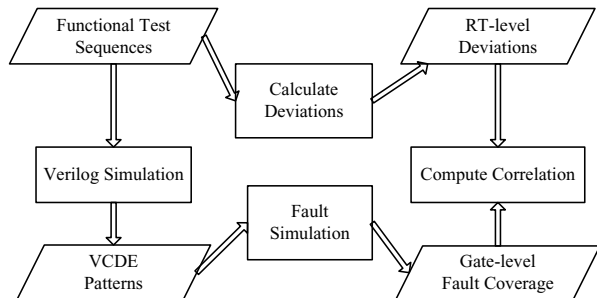 Functional Test
Sequences
RT-level
Deviations
Calculate
Deviations
Verilog Simulation
Compute Correlation
Fault
Simulation
VCDE
Patterns
Gate-level
Fault Coverage